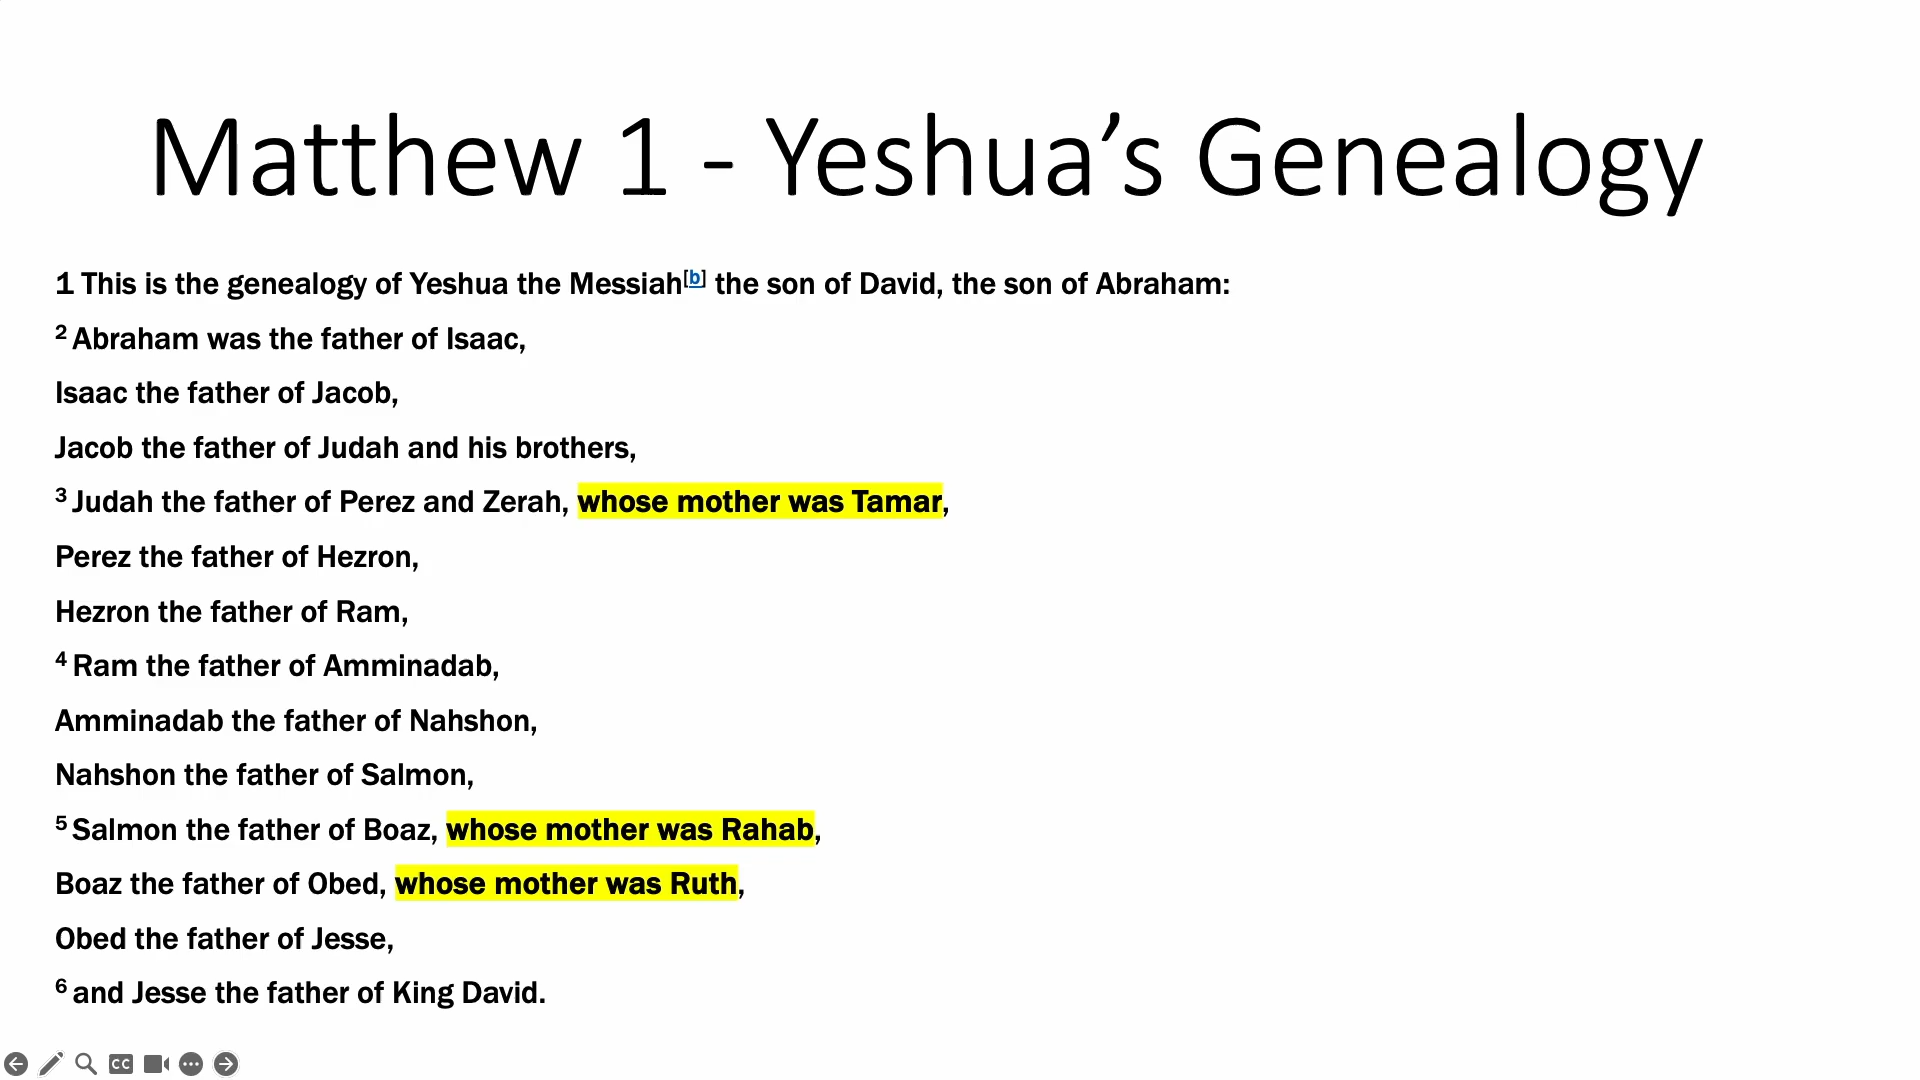 Matthew 1 - Yeshua’s Genealogy
1 This is the genealogy of Yeshua the Messiah[b] the son of David, the son of Abraham:
2 Abraham was the father of Isaac,
Isaac the father of Jacob,
Jacob the father of Judah and his brothers,
3 Judah the father of Perez and Zerah, whose mother was Tamar,
Perez the father of Hezron,
Hezron the father of Ram,
4 Ram the father of Amminadab,
Amminadab the father of Nahshon,
Nahshon the father of Salmon,
5 Salmon the father of Boaz, whose mother was Rahab,
Boaz the father of Obed, whose mother was Ruth,
Obed the father of Jesse,
6 and Jesse the father of King David.
CC